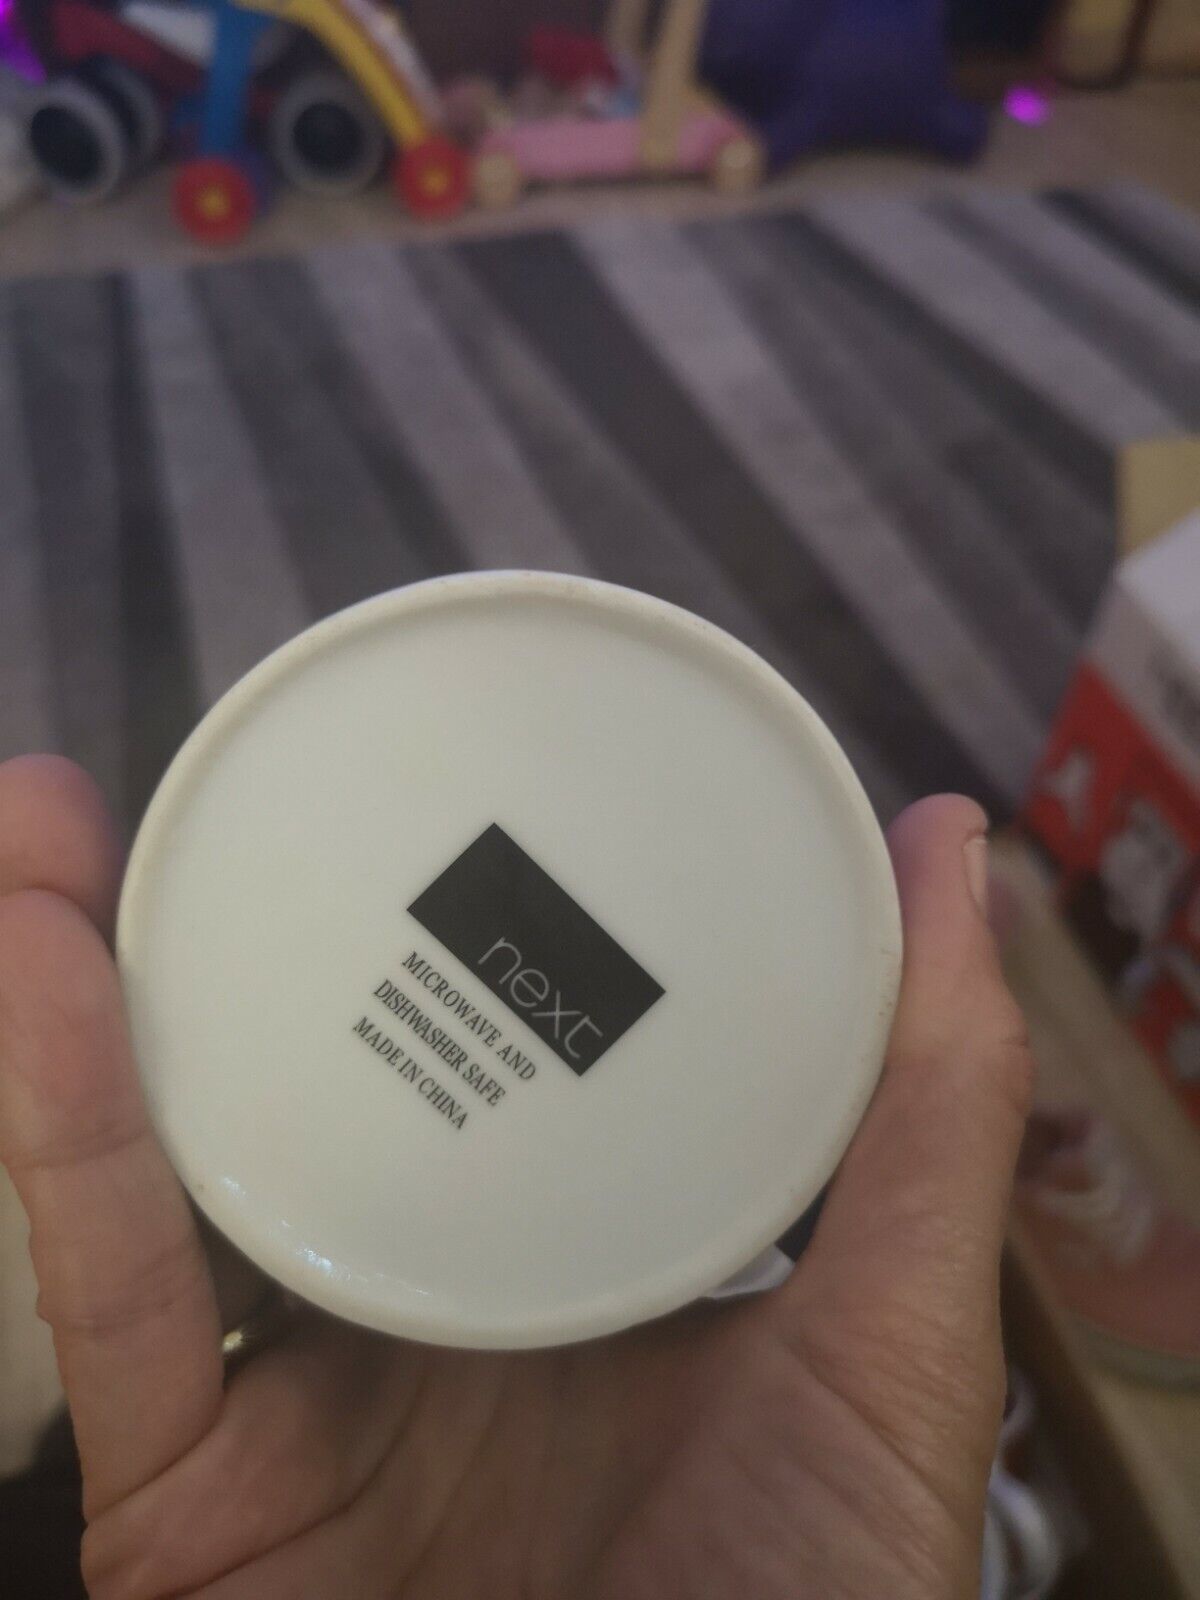 next
MICROWAVE AND
DISHWASHER SAFE
MADE IN CHINA